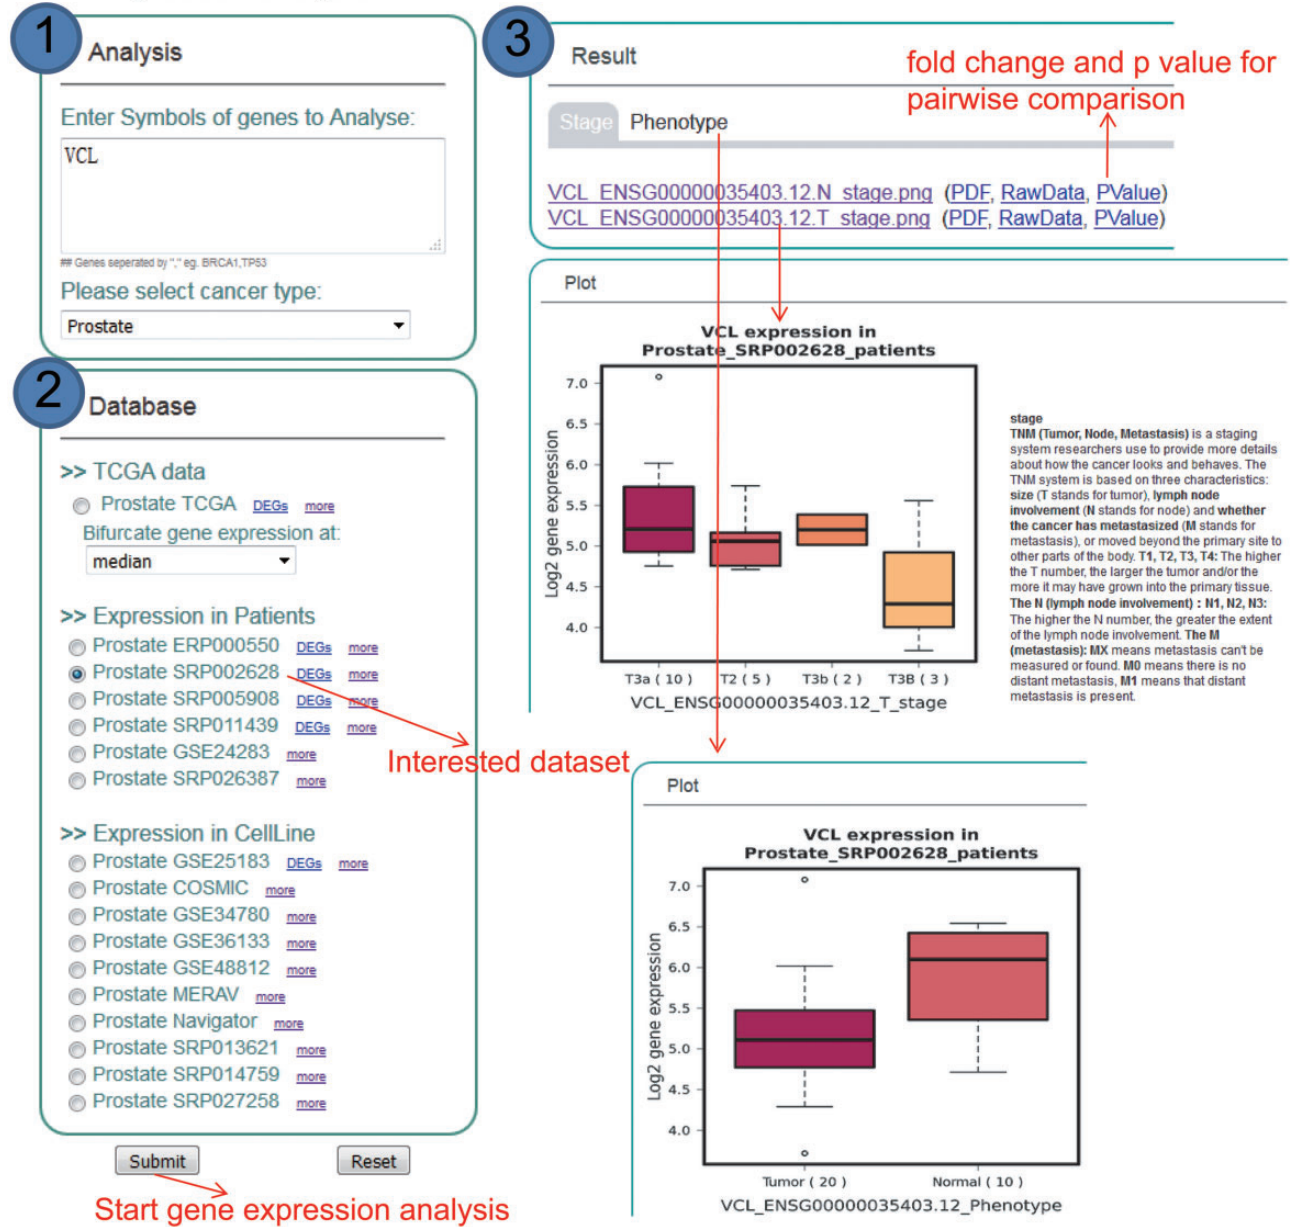 1
Analysis
Enter Symbols of genes to Analyse:
VCL
## Genes seperated by "," eg. BRCA1,TP53
Please select cancer type:
Prostate
2
Database
>> TCGA data
Prostate TCGA DEGs more
Bifurcate gene expression at:
median
>> Expression in Patients
Prostate ERP000550 DEGs more
Prostate SRP002628 DEGs more
Prostate SRP005908 DEGs more
Prostate SRP011439 DEGs more
Prostate GSE24283 more
Prostate SRP026387 more
Interested dataset
>> Expression in CellLine
Prostate GSE25183 DEGs more
Prostate COSMIC more
Prostate GSE34780 more
Prostate GSE36133 more
Prostate GSE48812 more
Prostate MERAV more
Prostate Navigator more
Prostate SRP013621 more
Prostate SRP014759 more
Prostate SRP027258 more
Submit
Reset
Start gene expression analysis
3
Result
fold change and p value for
pairwise comparison
Stage Phenotype
VCL_ENSG00000035403.12.N_stage.png (PDF, RawData, PValue)
VCL_ENSG00000035403.12.T_stage.png (PDF, RawData, PValue)
Plot
VCL expression in
Prostate_SRP002628_patients
Log2 gene expression
7.0
6.5
6.0
5.5
5.0
4.5
4.0
T3a ( 10 ) T2 ( 5 ) T3b ( 2 ) T3B ( 3 )
VCL_ENSG00000035403.12_T_stage
stage
TNM (Tumor, Node, Metastasis) is a staging
system researchers use to provide more details
about how the cancer looks and behaves. The
TNM system is based on three characteristics:
size (T stands for tumor), lymph node
involvement (N stands for node) and whether
the cancer has metastasized (M stands for
metastasis), or moved beyond the primary site to
other parts of the body. T1, T2, T3, T4: The higher
the T number, the larger the tumor and/or the
more it may have grown into the primary tissue.
The N (lymph node involvement) : N1, N2, N3:
The higher the N number, the greater the extent
of the lymph node involvement. The M
(metastasis): MX means metastasis can't be
measured or found. M0 means there is no
distant metastasis, M1 means that distant
metastasis is present.
Plot
VCL expression in
Prostate_SRP002628_patients
Log2 gene expression
7.0
6.5
6.0
5.5
5.0
4.5
4.0
Tumor ( 20 ) Normal ( 10 )
VCL_ENSG00000035403.12_Phenotype